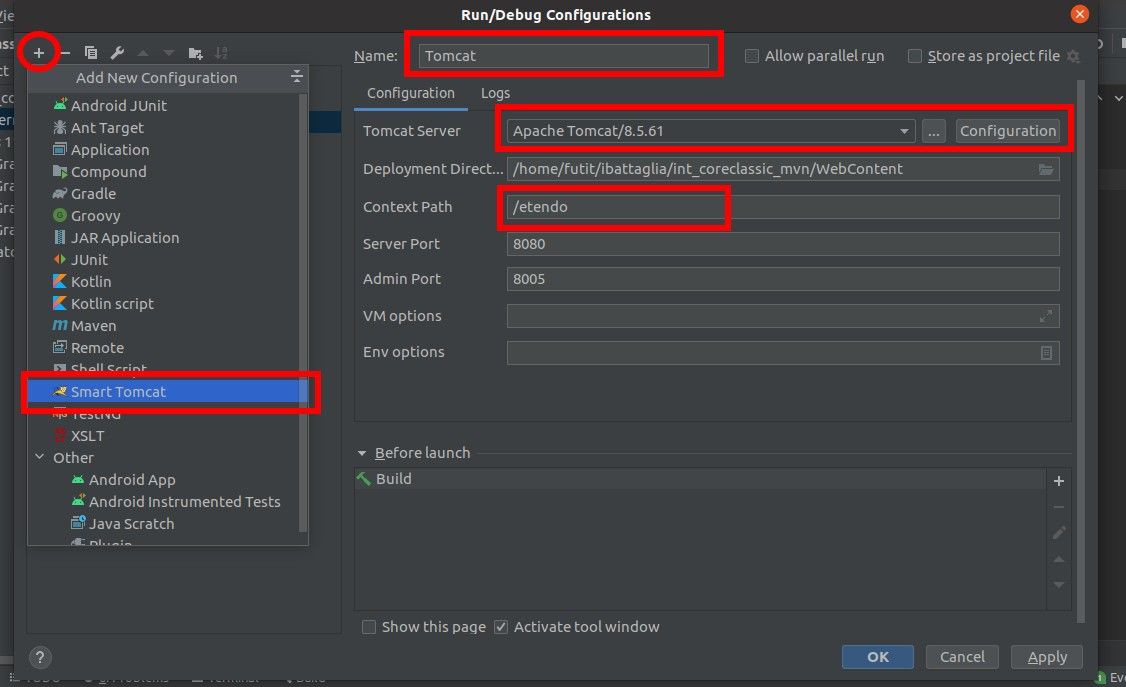 Run/Debug Configurations
Name: Tomcat
Allow parallel run
Store as project file
Add New Configuration
Android JUnit
Ant Target
Application
Compound
Gradle
Groovy
JAR Application
JUnit
Kotlin
Kotlin script
Maven
Remote
Shell Script
Smart Tomcat
TestNG
XSLT
Other
Android App
Android Instrumented Tests
Java Scratch
Plugin
Configuration Logs
Tomcat Server Apache Tomcat/8.5.61 ... Configuration
Deployment Direct... /home/futit/ibattaglia/int_coreclassic_mvn/WebContent
Context Path /etendo
Server Port 8080
Admin Port 8005
VM options
Env options
Before launch
Build
Show this page Activate tool window
? OK Cancel Apply